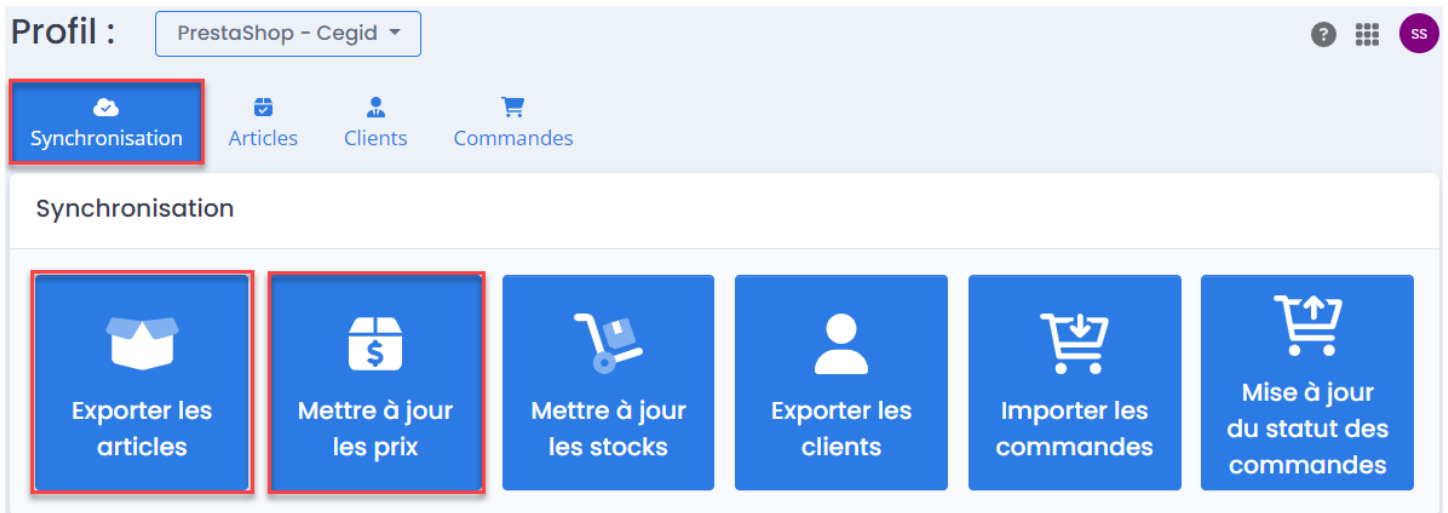 Profil :
PrestaShop - Cegid
?
SS
Synchronisation
Articles
Clients
Commandes
Synchronisation
$
Exporter les
articles
Mettre à jour
les prix
Mettre à jour
les stocks
Exporter les
clients
Importer les
commandes
Mise à jour
du statut des
commandes